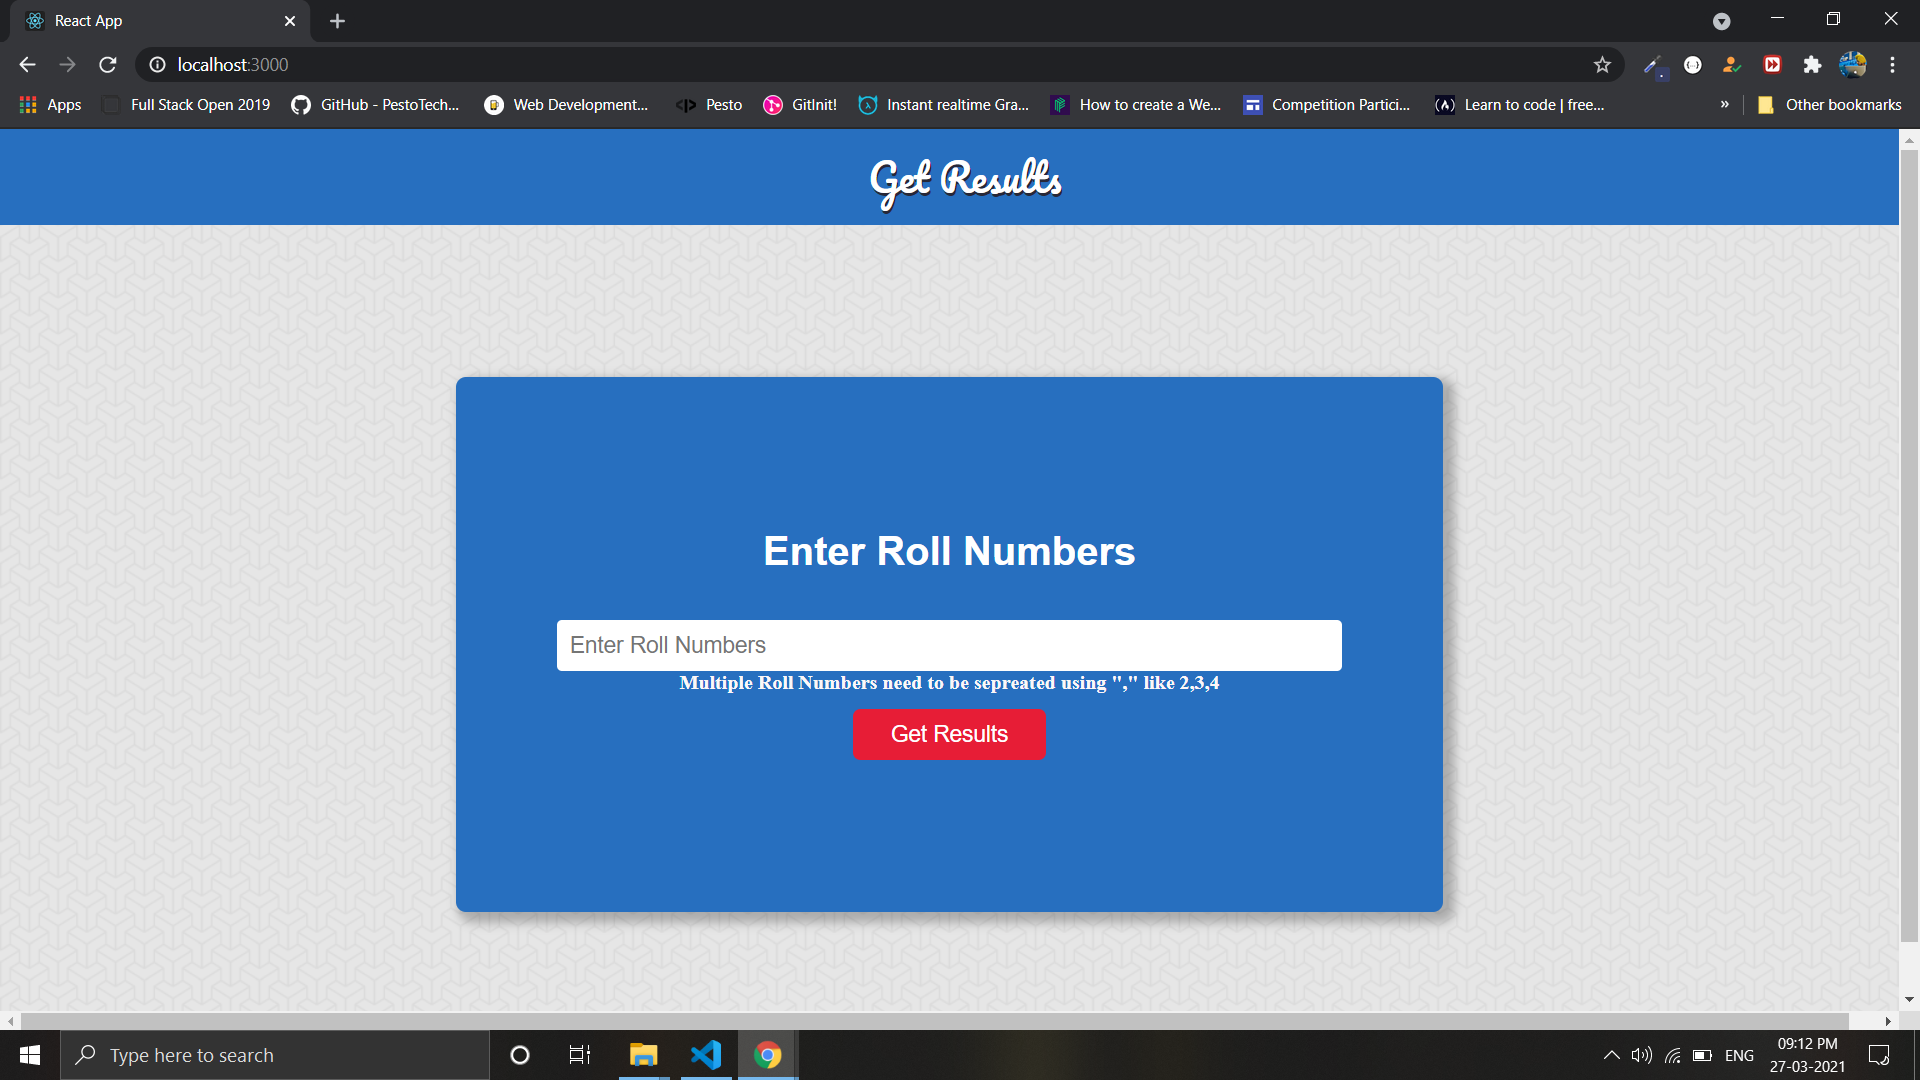 React App
localhost:3000
Apps
Full Stack Open 2019
GitHub - PestoTech...
Web Development...
Pesto
GitInit!
Instant realtime Gra...
How to create a We...
Competition Partici...
Learn to code | free...
»
Other bookmarks
Get Results
Enter Roll Numbers
Enter Roll Numbers
Multiple Roll Numbers need to be sepreated using "," like 2,3,4
Get Results
Type here to search
ENG
09:12 PM
27-03-2021